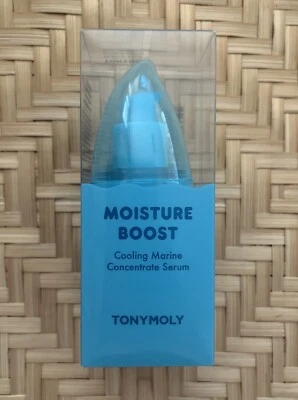 MOISTURE
BOOST
Cooling Marine
Concentrate Serum
TONYMOLY